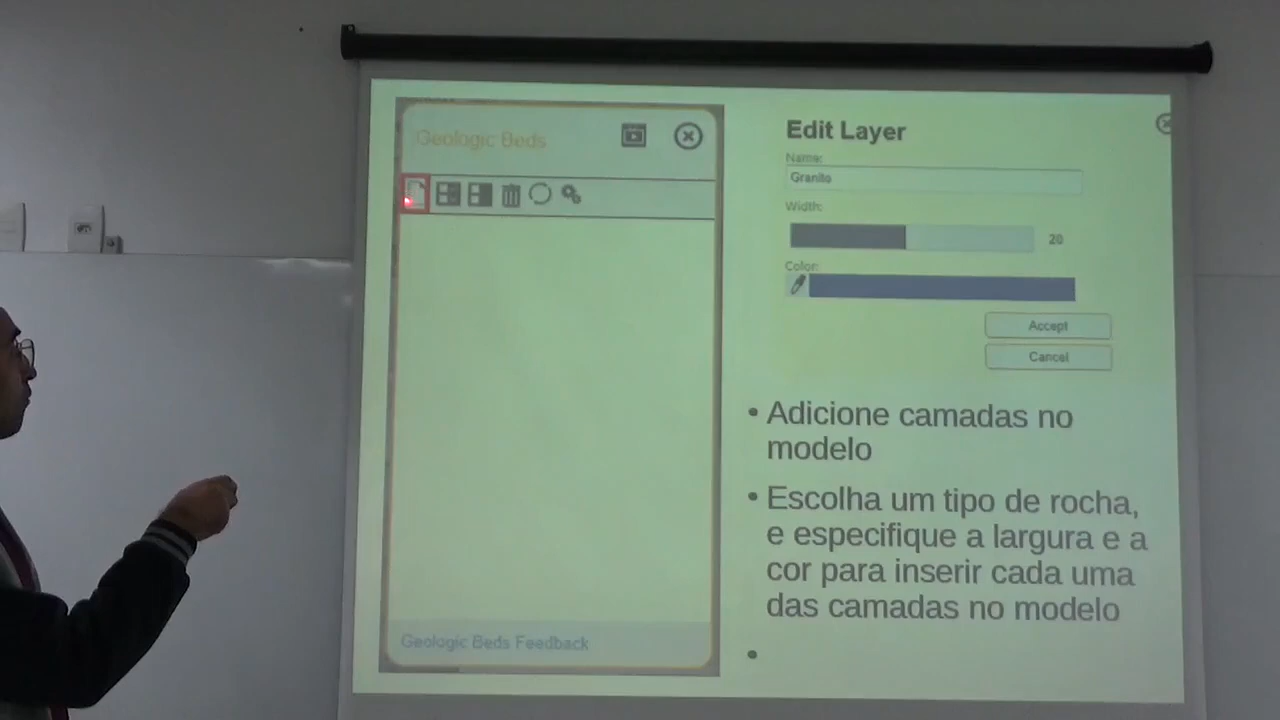 Geologic Beds
Geologic Beds Feedback
Edit Layer
Name:
Granito
Width:
20
Color:
Accept
Cancel
• Adicione camadas no
modelo
• Escolha um tipo de rocha,
e especifique a largura e a
cor para inserir cada uma
das camadas no modelo
•